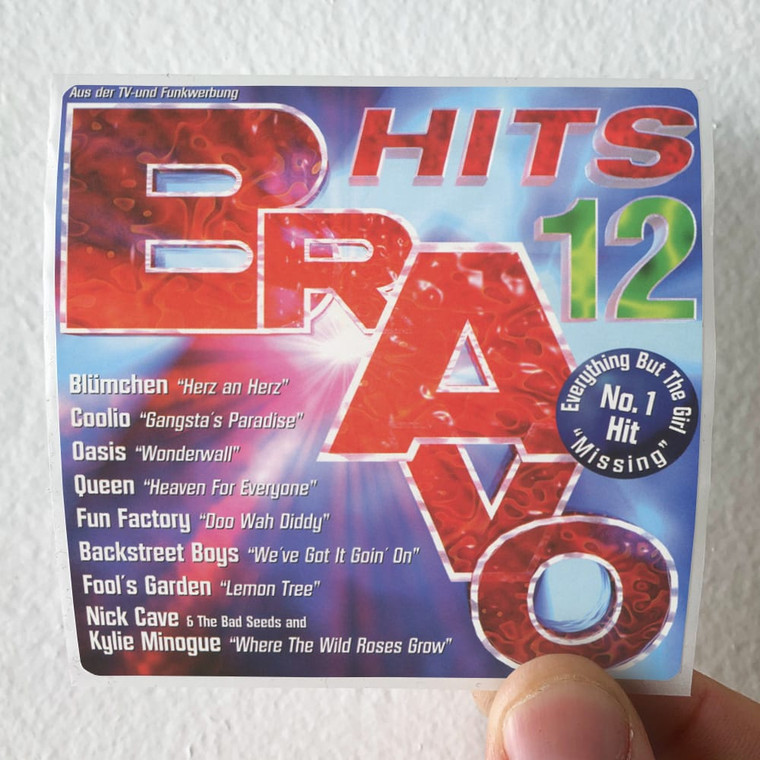 Aus der TV-und Funkwerbung
BRAVO
HITS
12
Everything But The Girl
No. 1
Hit
"Missing"
Blümchen "Herz an Herz"
Coolio "Gangsta's Paradise"
Oasis "Wonderwall"
Queen "Heaven For Everyone"
Fun Factory "Doo Wah Diddy"
Backstreet Boys "We've Got It Goin' On"
Fool's Garden "Lemon Tree"
Nick Cave & The Bad Seeds and
Kylie Minogue "Where The Wild Roses Grow"